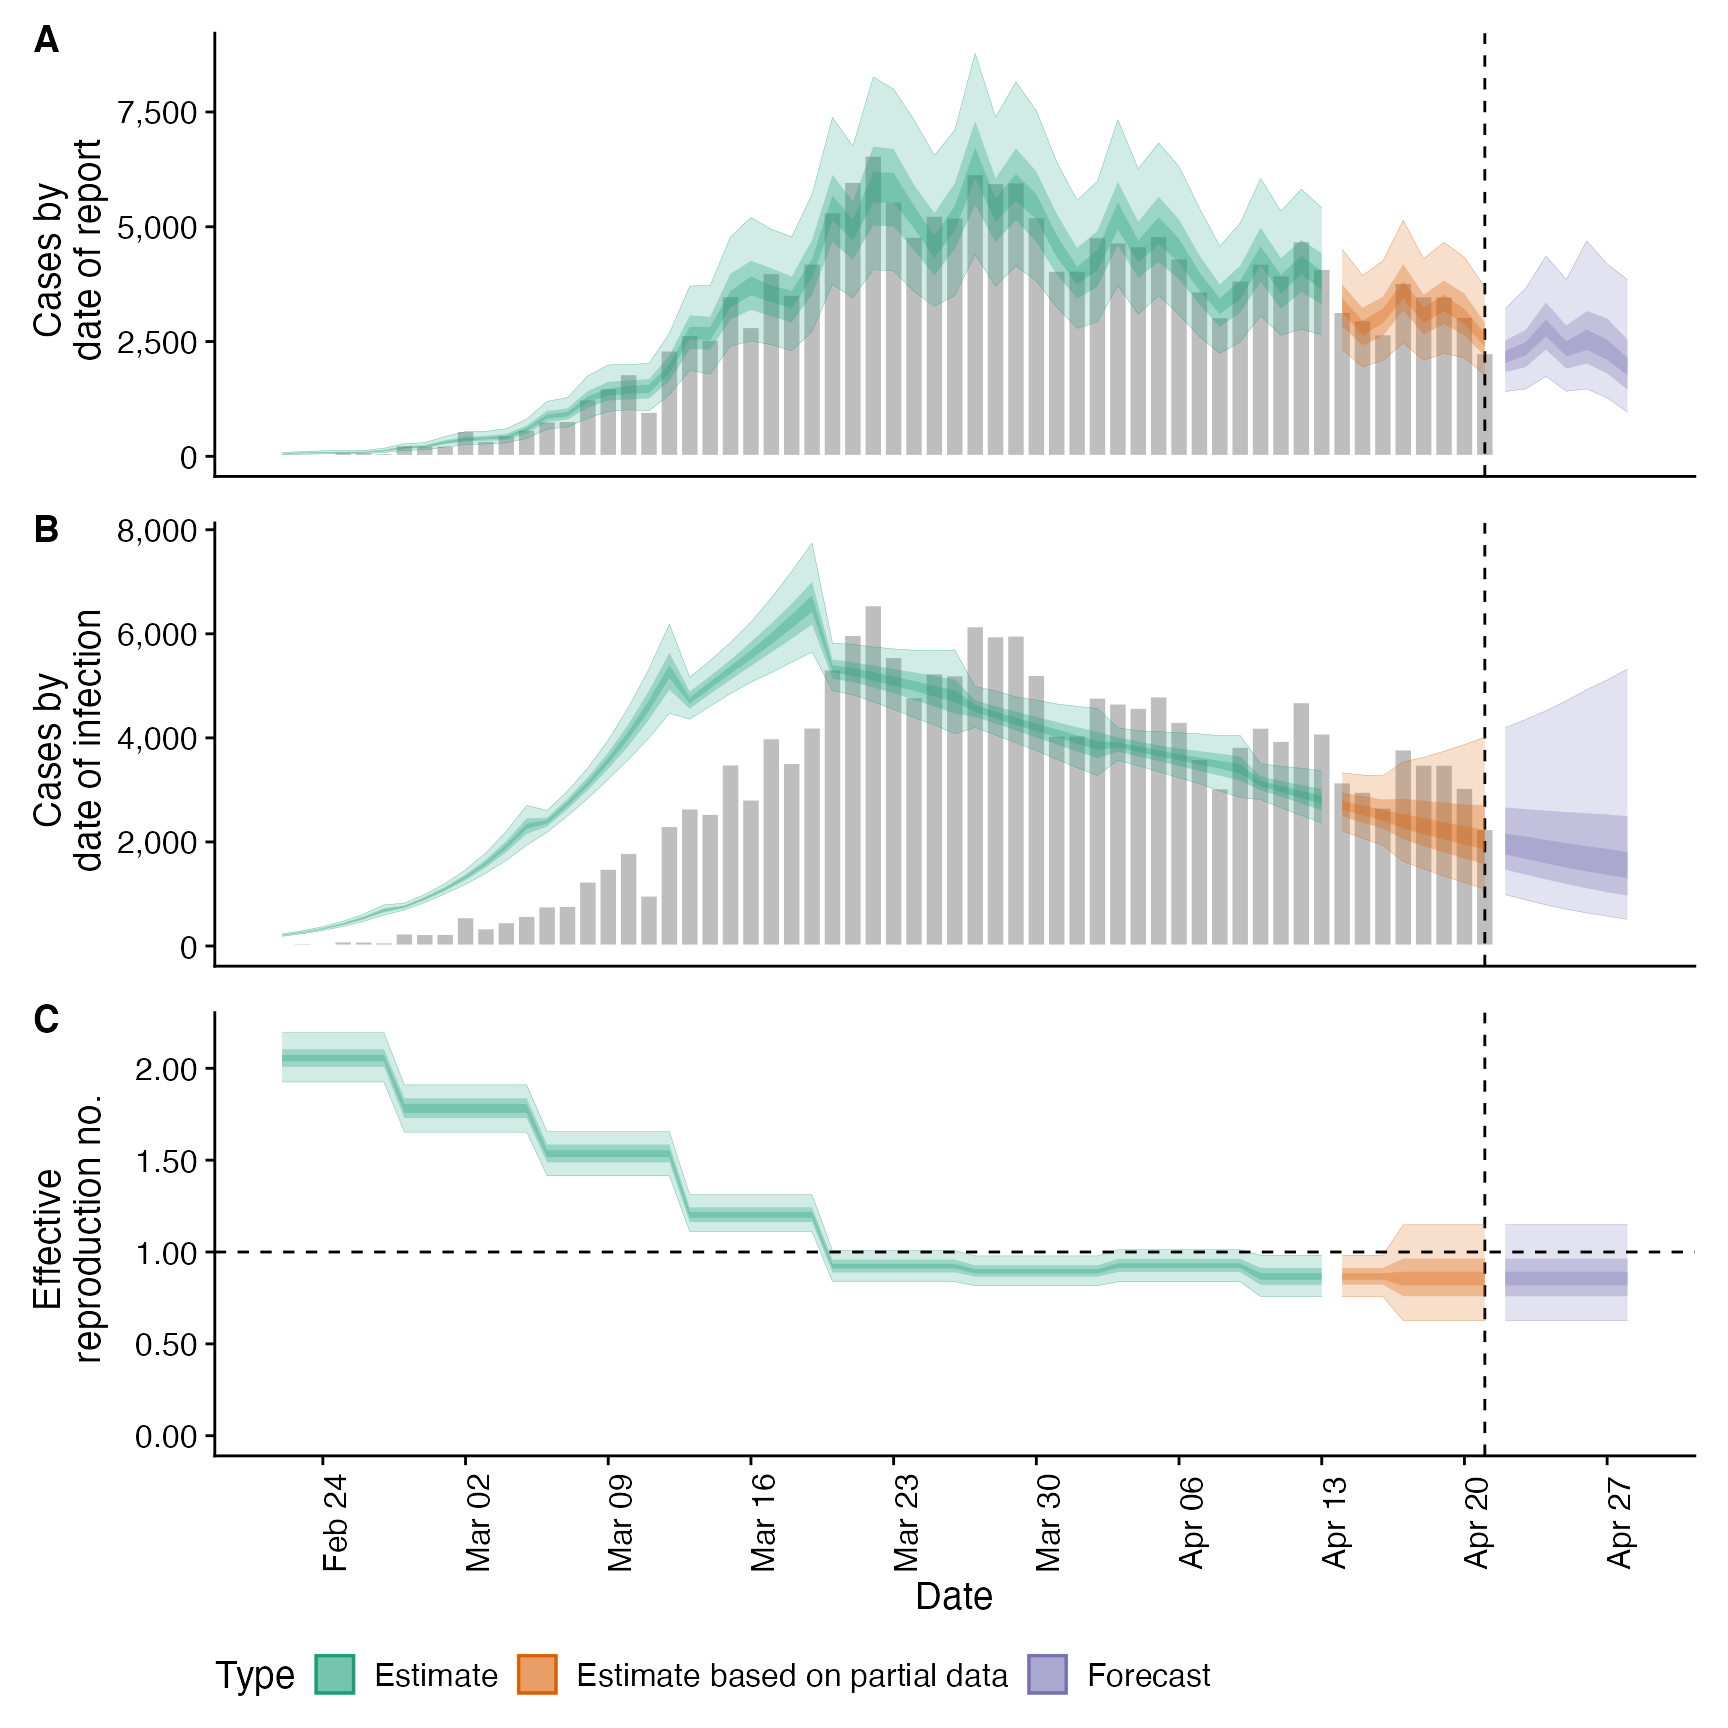 A
Cases by
date of report
7,500
5,000
2,500
0
B
Cases by
date of infection
8,000
6,000
4,000
2,000
0
C
Effective
reproduction no.
2.00
1.50
1.00
0.50
0.00
Feb 24
Mar 02
Mar 09
Mar 16
Mar 23
Mar 30
Apr 06
Apr 13
Apr 20
Apr 27
Date
Type Estimate Estimate based on partial data Forecast